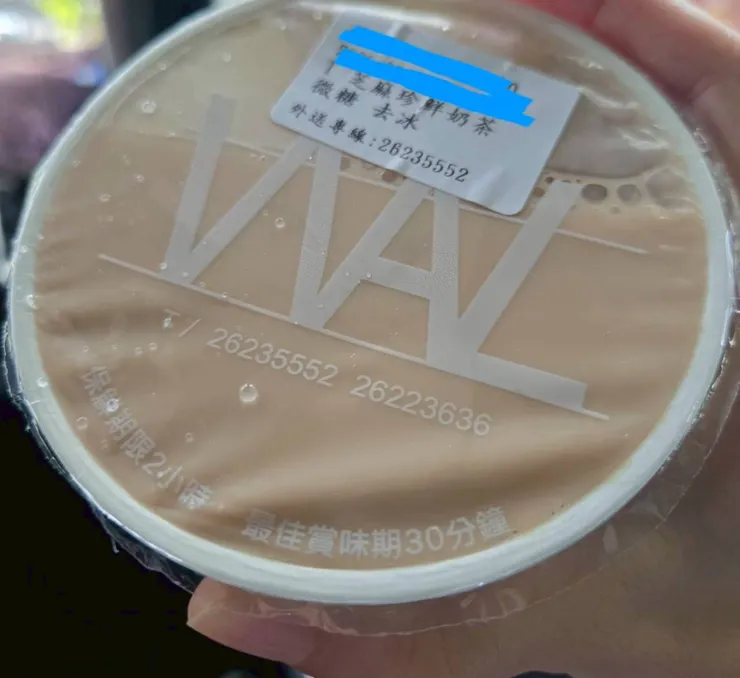 芝麻珍鮮奶茶
微糖 去冰
外送專線:26235552
T/ 26235552 26223636
保鮮期限2小時
最佳賞味期30分鐘